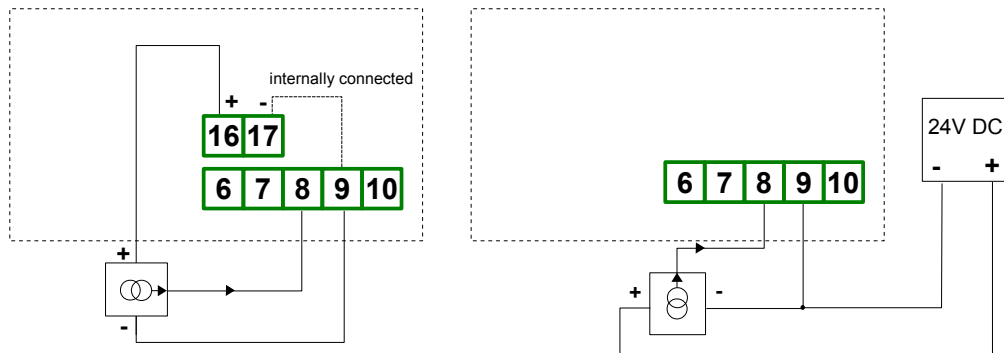 internally connected
+ -
16 17
6 7 8 9 10
+
-
6 7 8 9 10
24V DC
- +
+ -